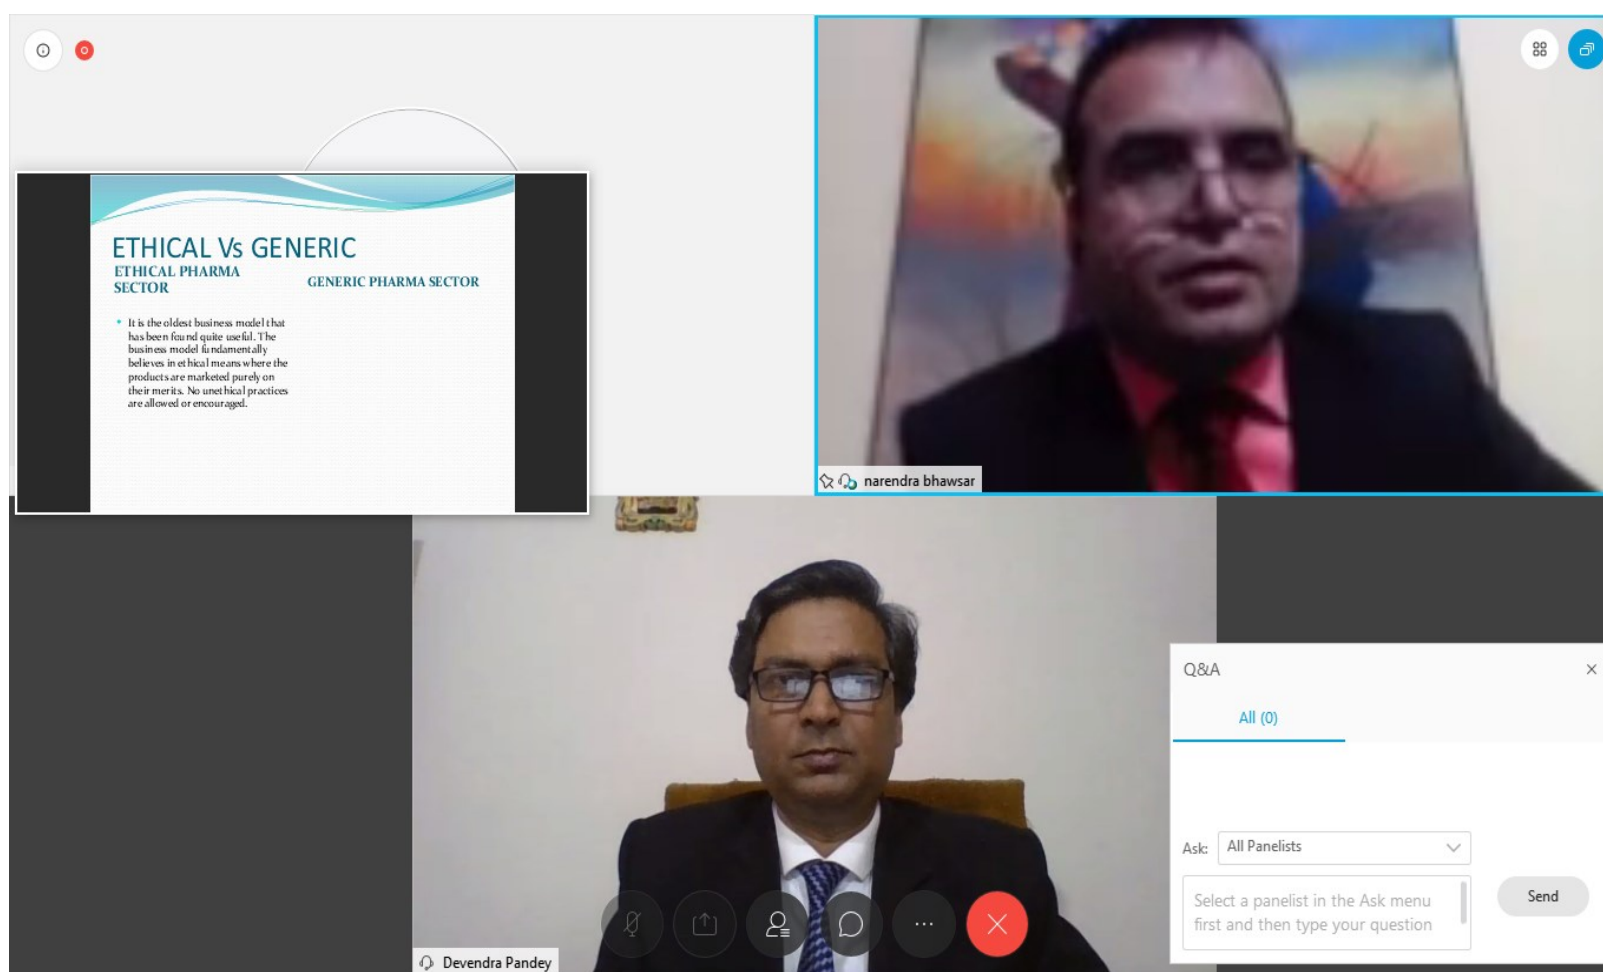 ETHICAL Vs GENERIC
ETHICAL PHARMA
SECTOR
GENERIC PHARMA SECTOR
It is the oldest business model that
has been found quite useful. The
business model fundamentally
believes in ethical means where the
products are marketed purely on
their merits. No unethical practices
are allowed or encouraged.
narendra bhawsar
Devendra Pandey
Q&A
All (0)
Ask: All Panelists
Select a panelist in the Ask menu
first and then type your question
Send